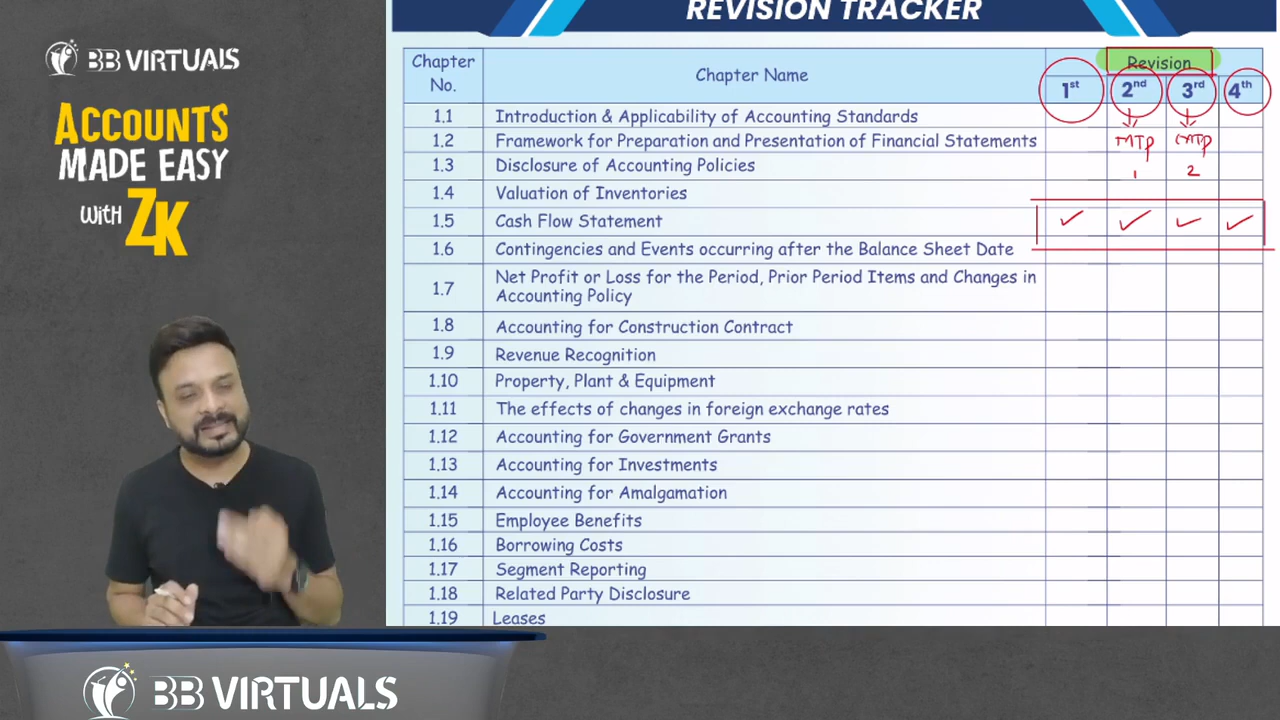 REVISION TRACKER
BB VIRTUALS
ACCOUNTS
MADE EASY
with ZK
Chapter No. Chapter Name Revision
1st 2nd 3rd 4th
1.1 Introduction & Applicability of Accounting Standards
1.2 Framework for Preparation and Presentation of Financial Statements MTP MTP
1.3 Disclosure of Accounting Policies 1 2
1.4 Valuation of Inventories
1.5 Cash Flow Statement ✓ ✓ ✓ ✓
1.6 Contingencies and Events occurring after the Balance Sheet Date
1.7 Net Profit or Loss for the Period, Prior Period Items and Changes in
Accounting Policy
1.8 Accounting for Construction Contract
1.9 Revenue Recognition
1.10 Property, Plant & Equipment
1.11 The effects of changes in foreign exchange rates
1.12 Accounting for Government Grants
1.13 Accounting for Investments
1.14 Accounting for Amalgamation
1.15 Employee Benefits
1.16 Borrowing Costs
1.17 Segment Reporting
1.18 Related Party Disclosure
1.19 Leases
BB VIRTUALS